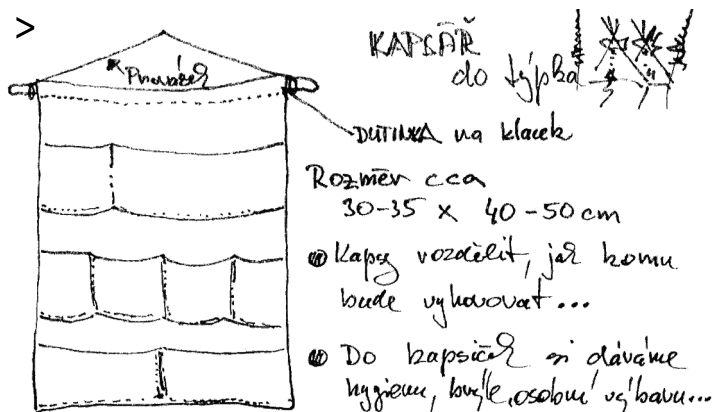 >
KAPSÁŘ
do týpka
Provázek
DUTINKA na klacek
Rozměr cca
30-35 x 40-50 cm
Kapsy rozdělit, jak komu
bude vyhovovat...
Do kapsiček si dáváme
hygienu, brýle, osobní výbavu...